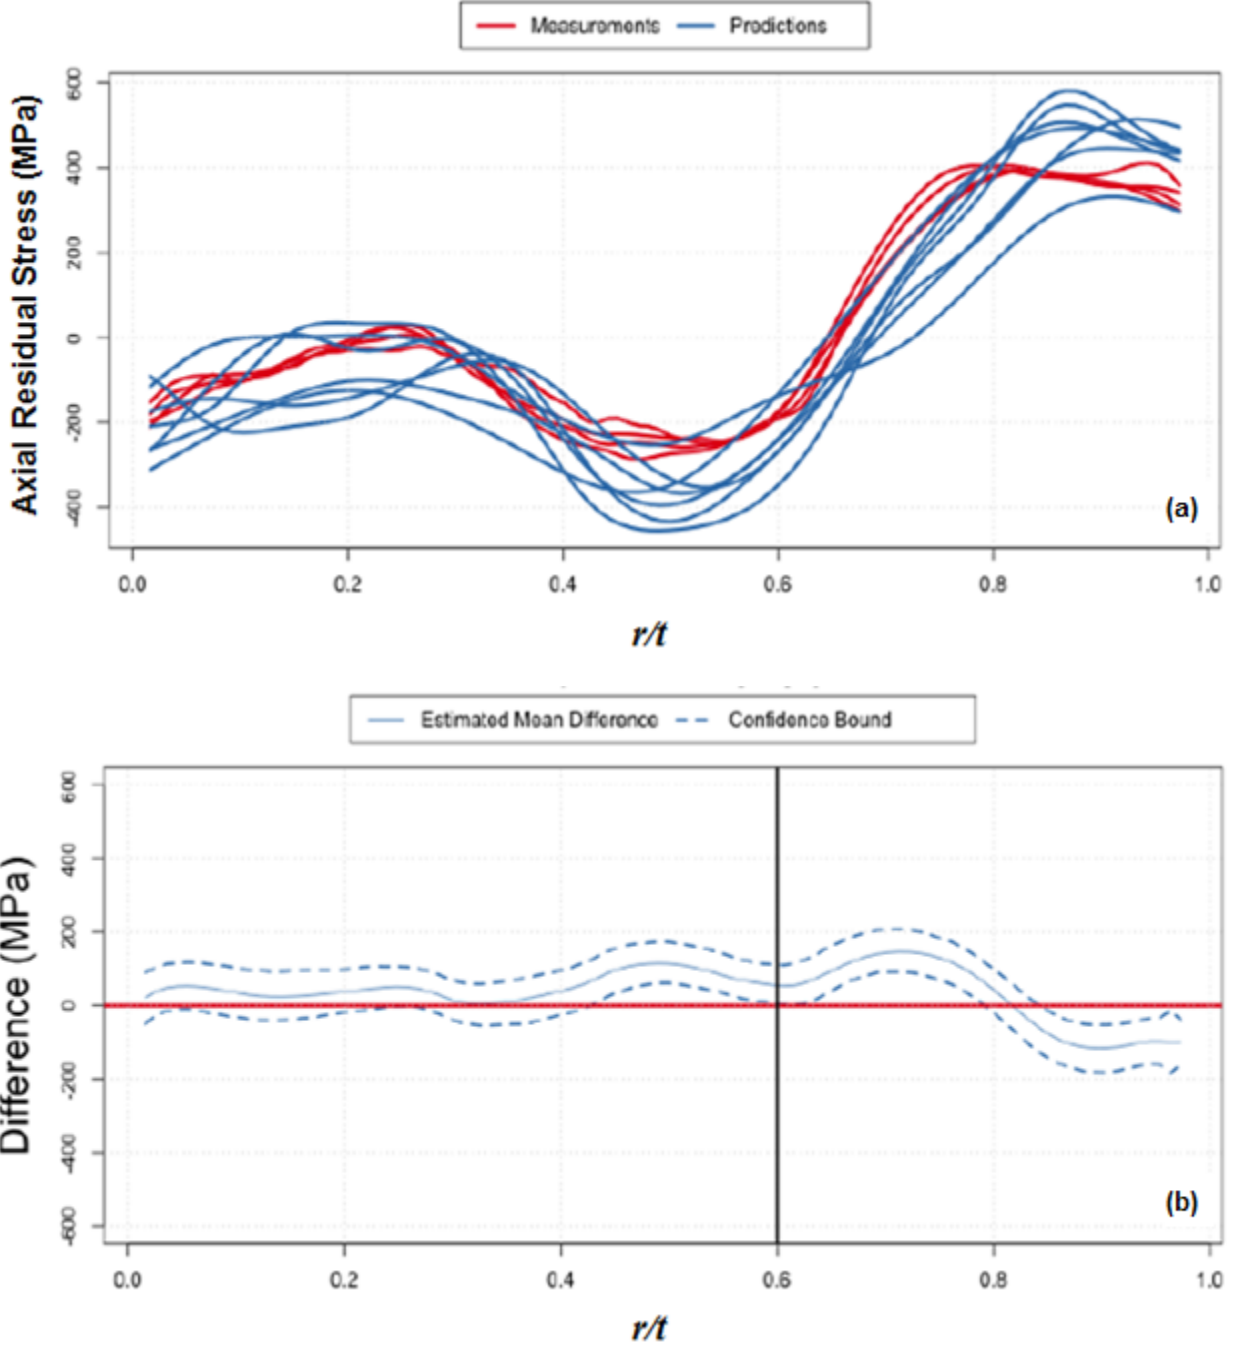 Measurements Predictions
Axial Residual Stress (MPa)
600
400
200
0
-200
-400
(a)
0.0 0.2 0.4 0.6 0.8 1.0
r/t
Estimated Mean Difference Confidence Bound
Difference (MPa)
600
400
200
0
-200
-400
-600
(b)
0.0 0.2 0.4 0.6 0.8 1.0
r/t